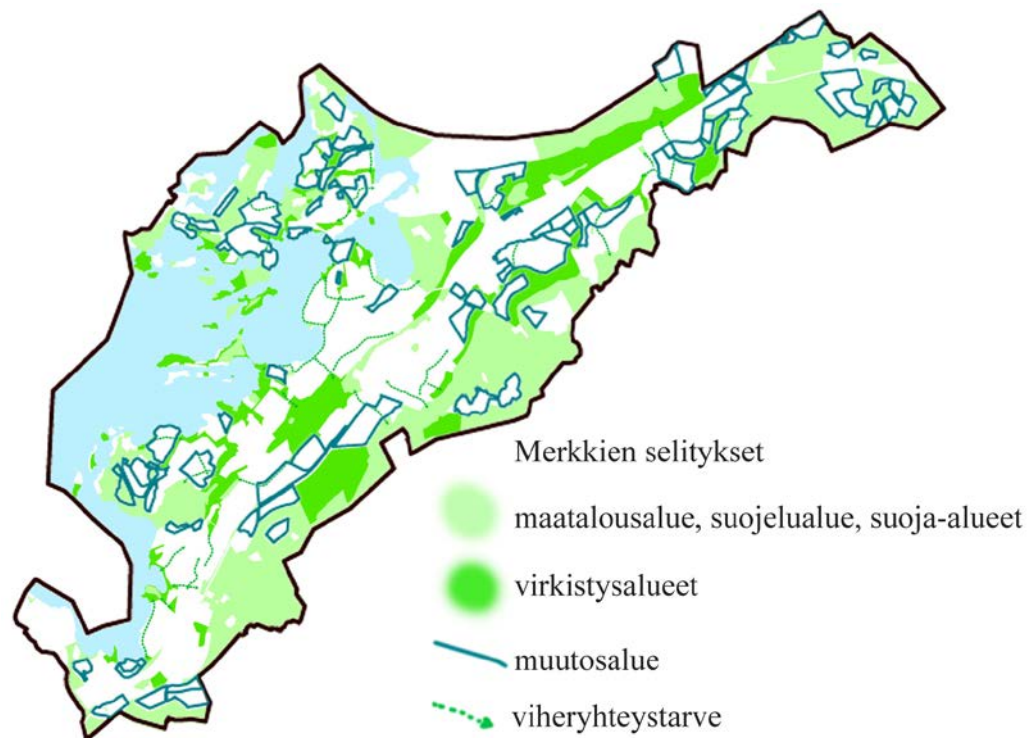 Merkkien selitykset
maatalousalue, suojelualue, suoja-alueet
virkistysalueet
muutosalue
viheryhteystarve